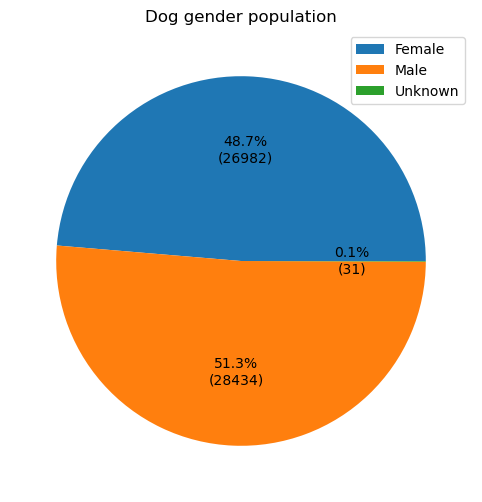 Dog gender population
Female
Male
Unknown
48.7%
(26982)
0.1%
(31)
51.3%
(28434)